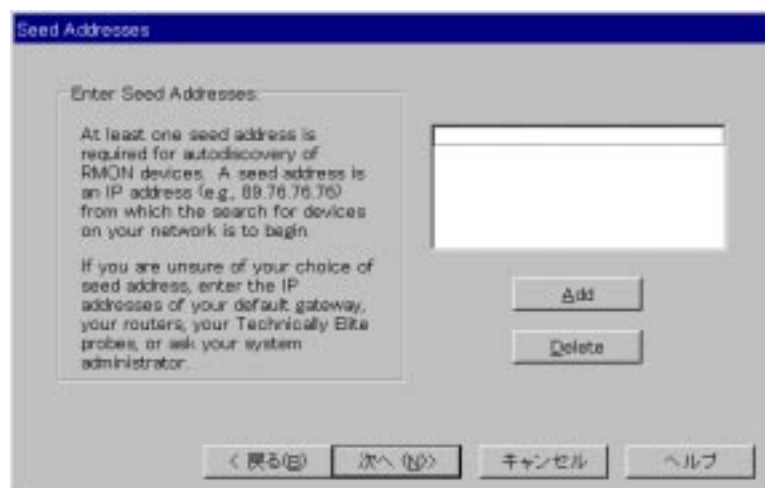 Seed Addresses
Enter Seed Addresses:
At least one seed address is
required for autodiscovery of
RMON devices. A seed address is
an IP address (e.g., 89.76.76.76)
from which the search for devices
on your network is to begin.
If you are unsure of your choice of
seed address, enter the IP
addresses of your default gateway,
your routers, your Technically Elite
probes, or ask your system
administrator.
Add
Delete
< 戻る(B)
次へ (N)>
キャンセル
ヘルプ